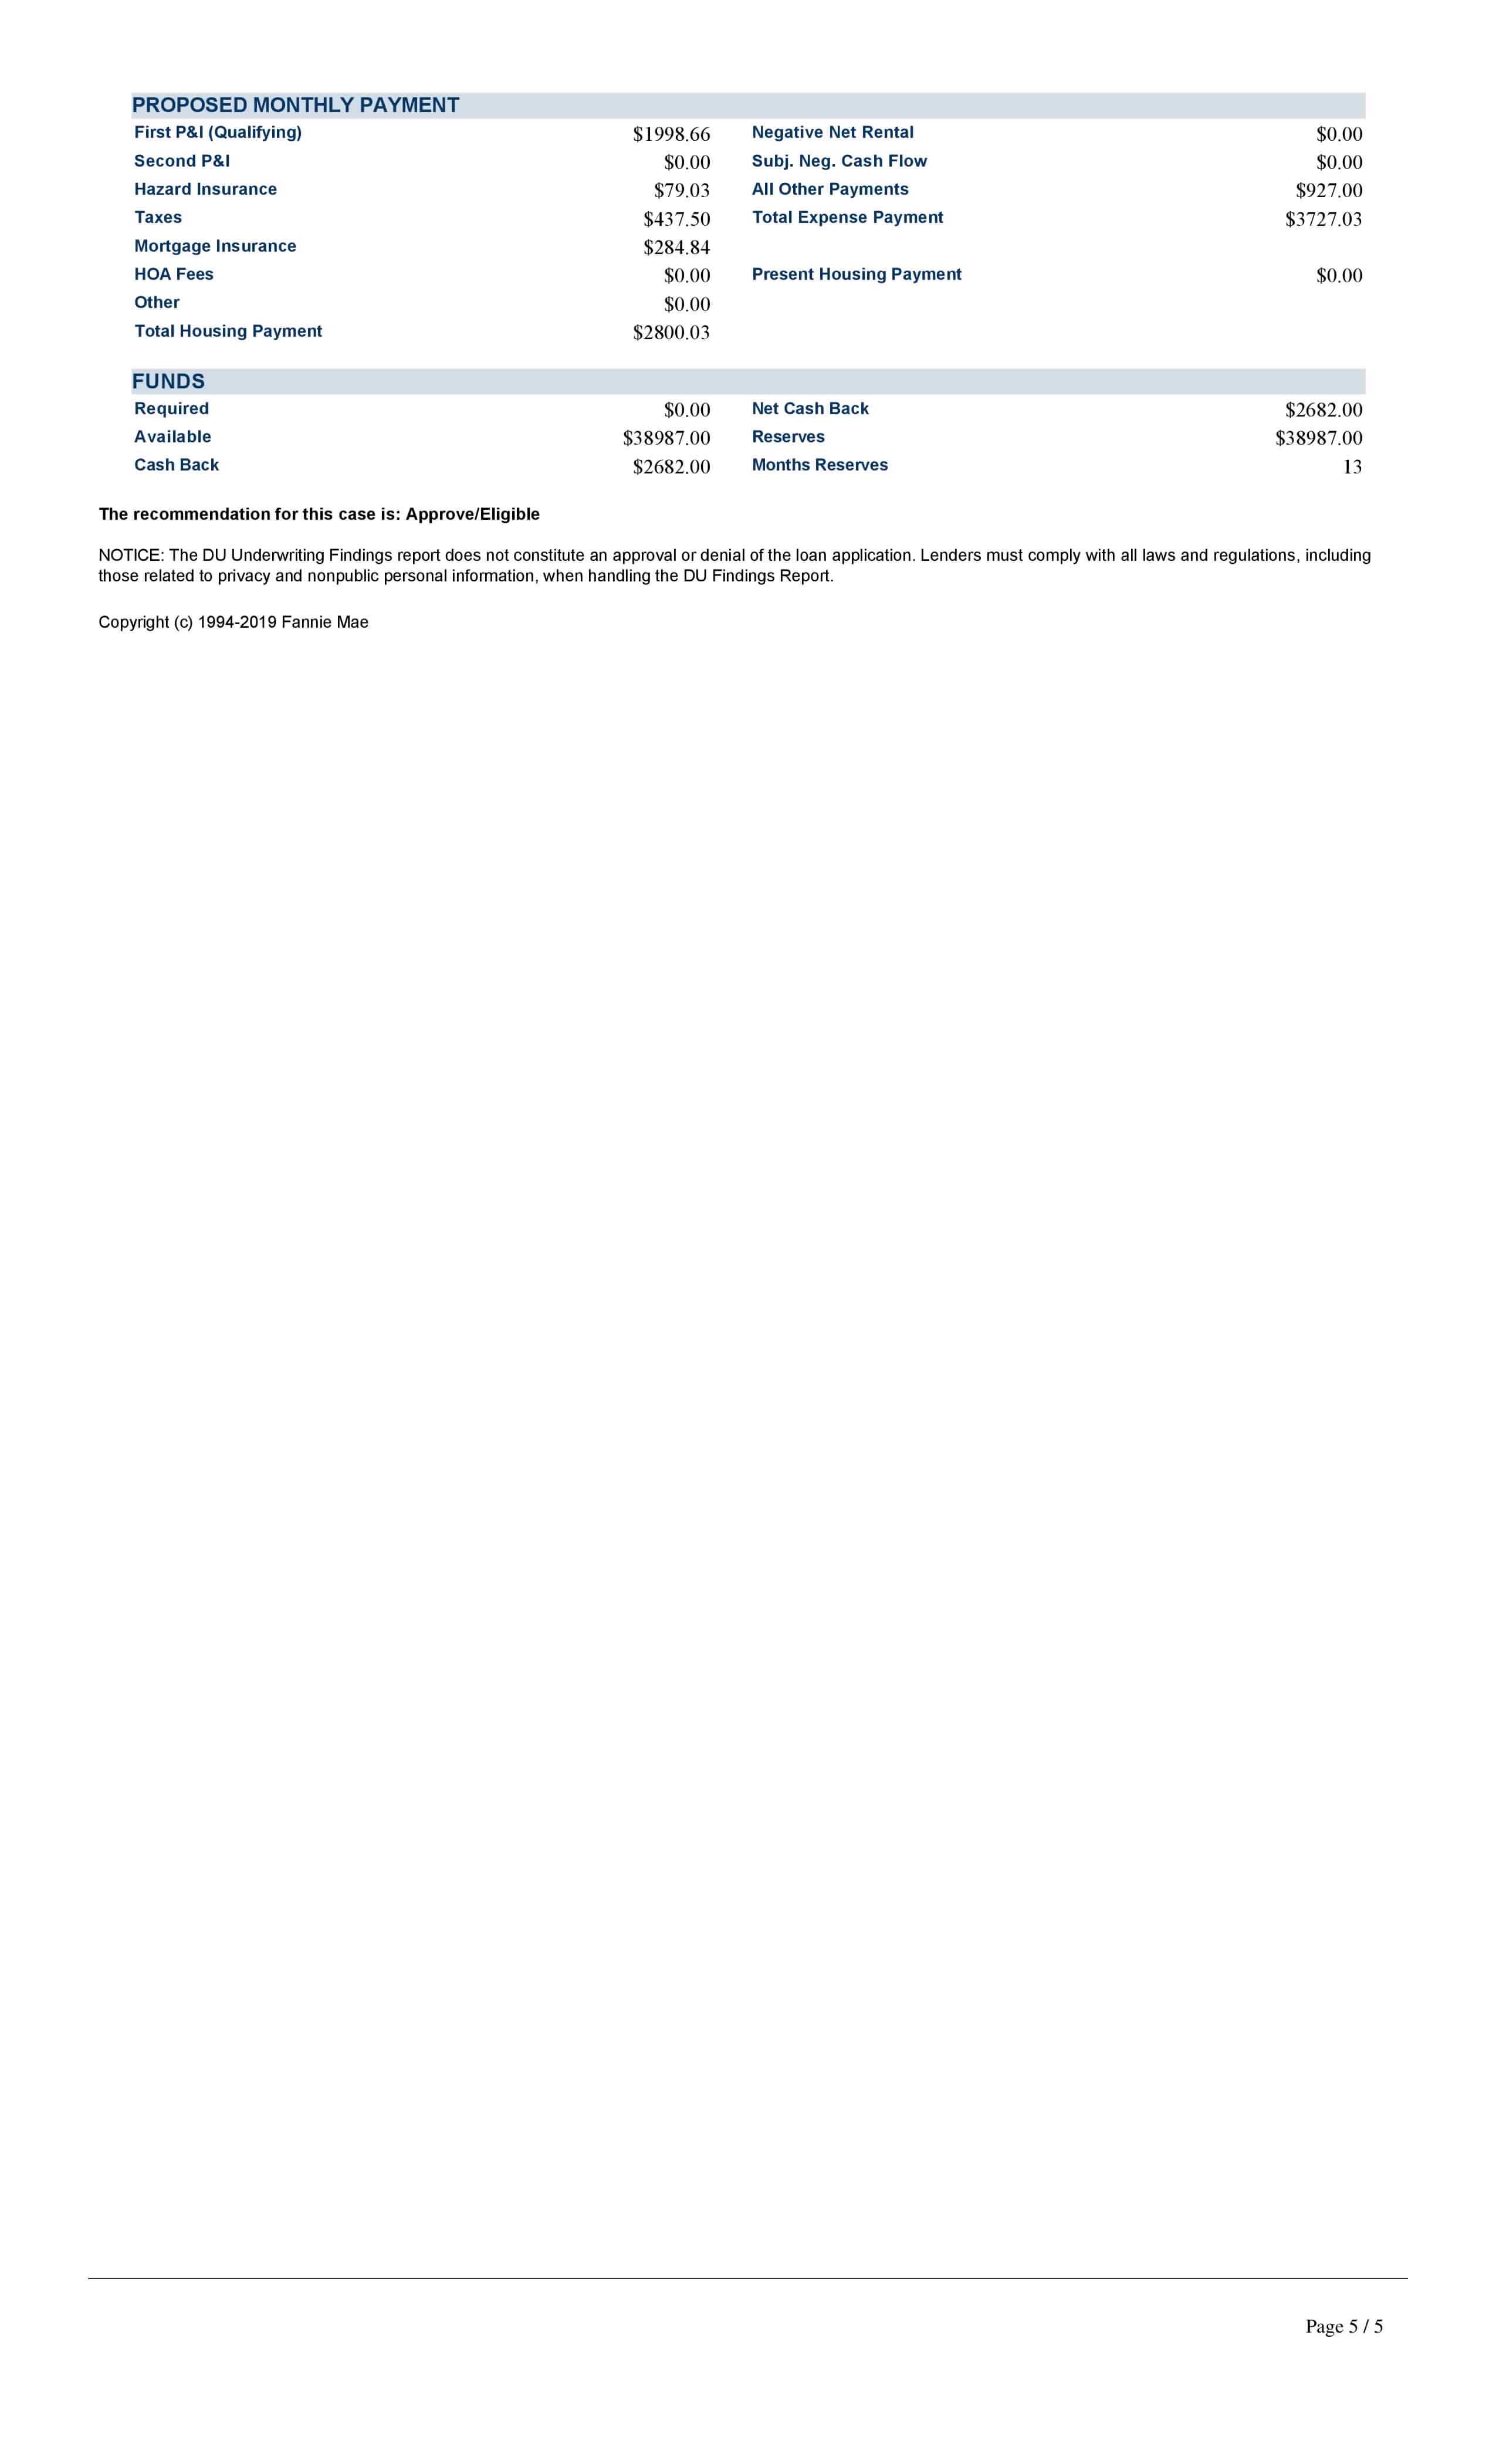 PROPOSED MONTHLY PAYMENT
First P&I (Qualifying) $1998.66 Negative Net Rental $0.00
Second P&I $0.00 Subj. Neg. Cash Flow $0.00
Hazard Insurance $79.03 All Other Payments $927.00
Taxes $437.50 Total Expense Payment $3727.03
Mortgage Insurance $284.84
HOA Fees $0.00 Present Housing Payment $0.00
Other $0.00
Total Housing Payment $2800.03
FUNDS
Required $0.00 Net Cash Back $2682.00
Available $38987.00 Reserves $38987.00
Cash Back $2682.00 Months Reserves 13
The recommendation for this case is: Approve/Eligible
NOTICE: The DU Underwriting Findings report does not constitute an approval or denial of the loan application. Lenders must comply with all laws and regulations, including
those related to privacy and nonpublic personal information, when handling the DU Findings Report.
Copyright (c) 1994-2019 Fannie Mae
Page 5 / 5